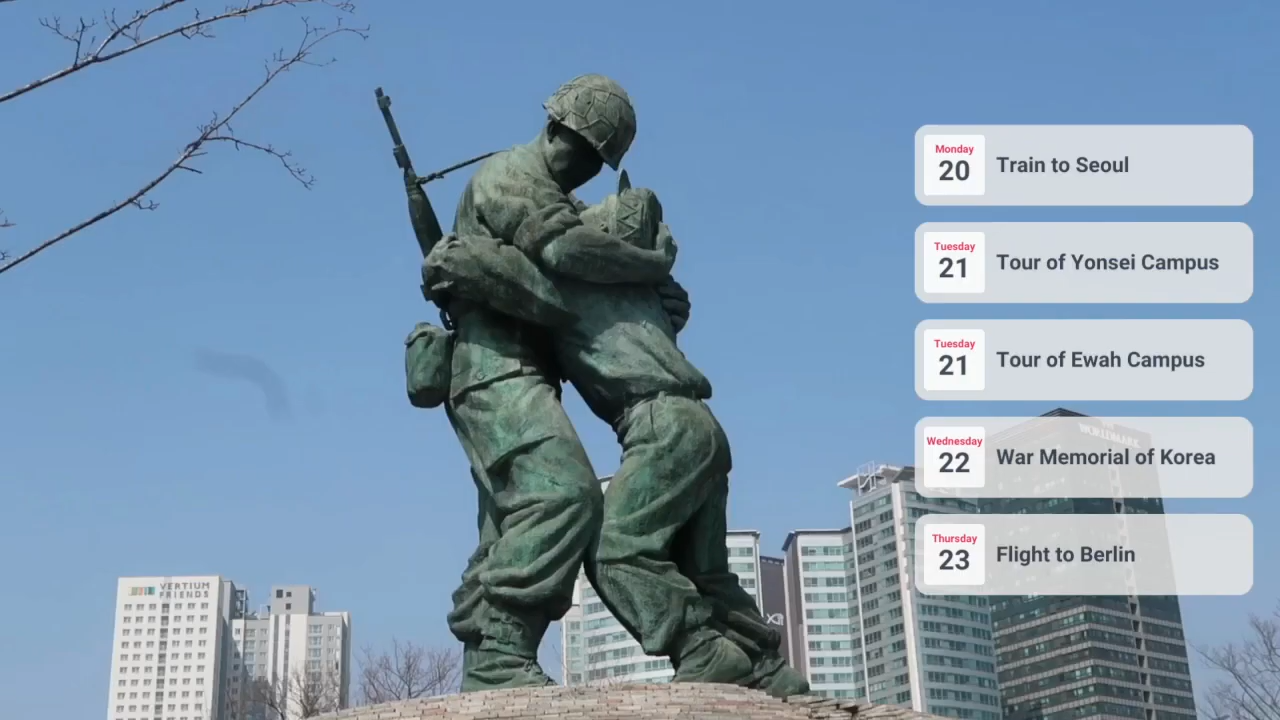 Monday
20
Train to Seoul
Tuesday
21
Tour of Yonsei Campus
Tuesday
21
Tour of Ewah Campus
Wednesday
22
War Memorial of Korea
Thursday
23
Flight to Berlin
VERTIUM
FRIENDS